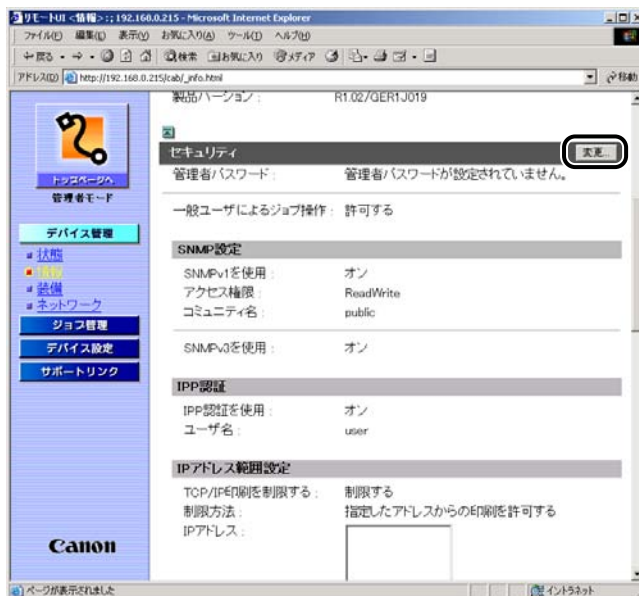 リモートUI <情報>:;; 192.168.0.215 - Microsoft Internet Explorer
ファイル(F) 編集(E) 表示(V) お気に入り(A) ツール(T) ヘルプ(H)
戻る 検索 お気に入り メディア
アドレス(D) http://192.168.0.215/cab/_info.html 移動
製品バージョン : R1.02/QER1J019
セキュリティ 変更...
管理者パスワード : 管理者パスワードが設定されていません。
トップページへ
管理者モード
一般ユーザによるジョブ操作 : 許可する
デバイス管理
状態
情報
装備
ネットワーク
ジョブ管理
デバイス設定
サポートリンク
SNMP設定
SNMPv1を使用 : オン
アクセス権限 : ReadWrite
コミュニティ名 : public
SNMPv3を使用 : オン
IPP認証
IPP認証を使用 : オン
ユーザ名 : user
IPアドレス範囲設定
TCP/IP印刷を制限する : 制限する
制限方法 : 指定したアドレスからの印刷を許可する
IPアドレス :
Canon
ページが表示されました イントラネット